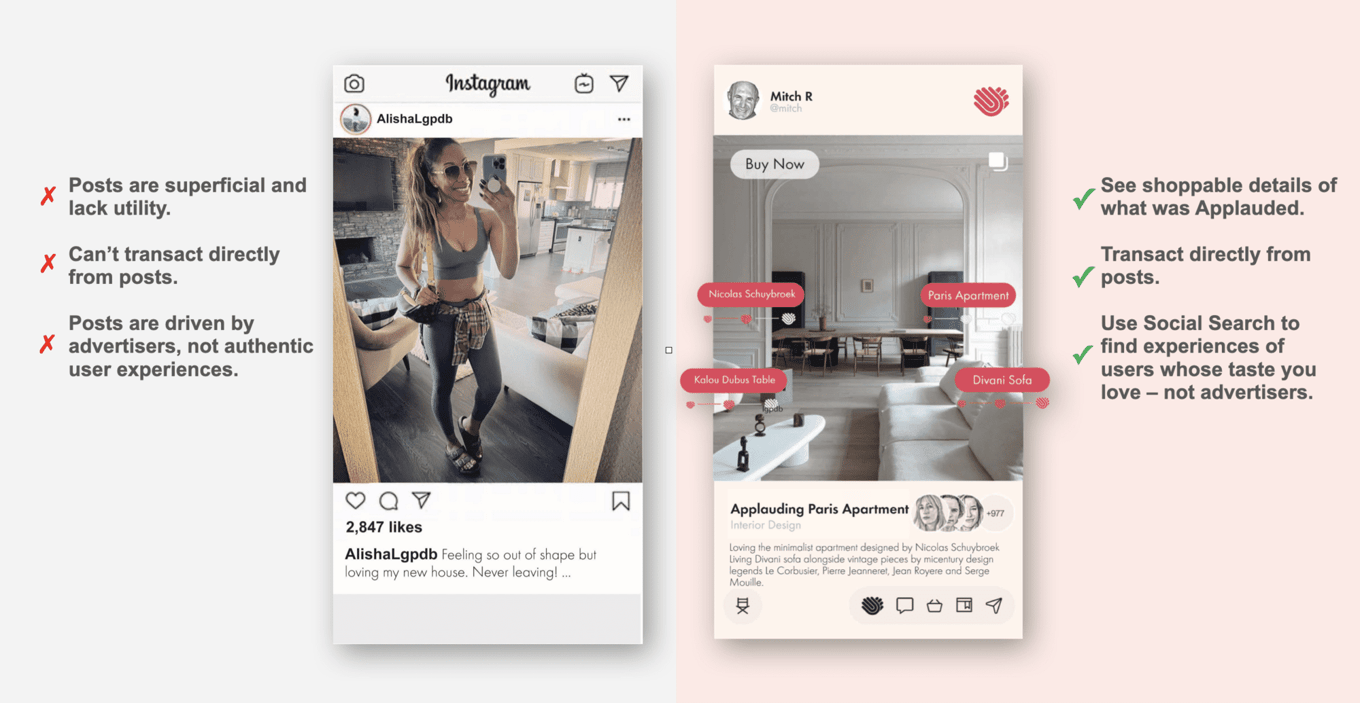 Posts are superficial and
lack utility.
Can’t transact directly
from posts.
Posts are driven by
advertisers, not authentic
user experiences.
Instagram
AlishaLgpdb
2,847 likes
AlishaLgpdb Feeling so out of shape but
loving my new house. Never leaving! ...
Mitch R
@mitch
Buy Now
Nicolas Schuybroek
Paris Apartment
Kalou Dubus Table
Divani Sofa
lgpdb
Applauding Paris Apartment
+977
Interior Design
Loving the minimalist apartment designed by Nicolas Schuybroek
Living Divani sofa alongside vintage pieces by micentury design
legends Le Corbusier, Pierre Jeanneret, Jean Royere and Serge
Mouille.
See shoppable details of
what was Applauded.
Transact directly from
posts.
Use Social Search to
find experiences of
users whose taste you
love – not advertisers.